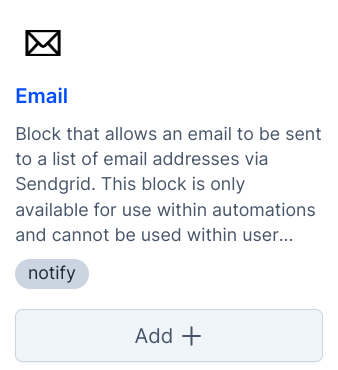 Email
Block that allows an email to be sent
to a list of email addresses via
Sendgrid. This block is only
available for use within automations
and cannot be used within user...
notify
Add +